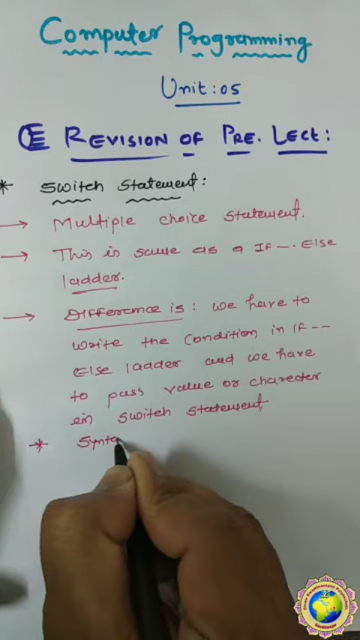 Computer Programming
Unit: 05
REVISION OF PRE. LECT:
* Switch Statement:
→ Multiple choice statement.
→ This is same as a If --- Else
ladder.
→ Difference is: we have to
write the Condition in if --
Else ladder and we have
to pass value or charecter
in Switch statement.
* Synta